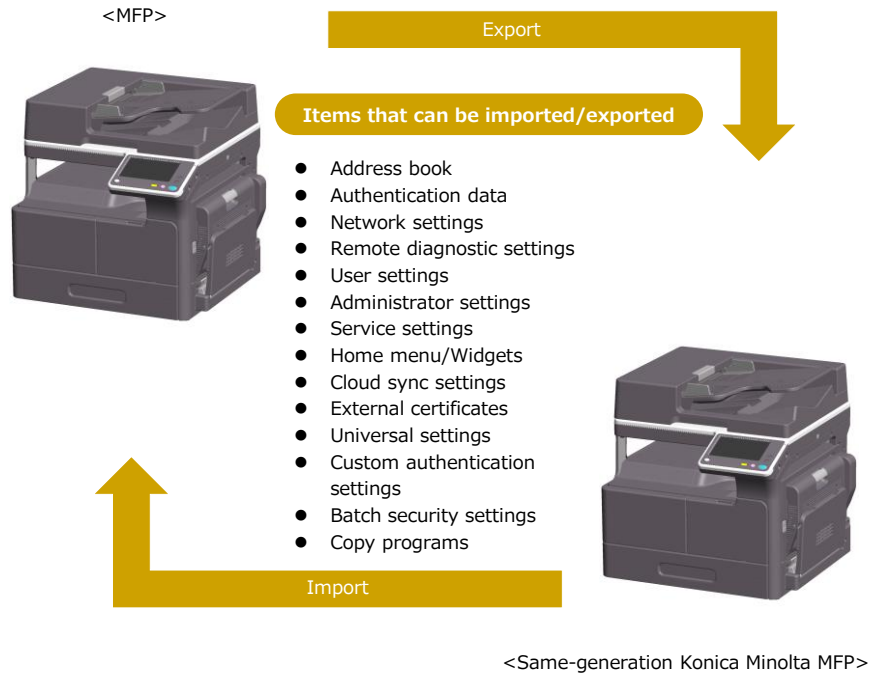 <MFP>
Export
Items that can be imported/exported
● Address book
● Authentication data
● Network settings
● Remote diagnostic settings
● User settings
● Administrator settings
● Service settings
● Home menu/Widgets
● Cloud sync settings
● External certificates
● Universal settings
● Custom authentication
settings
● Batch security settings
● Copy programs
Import
<Same-generation Konica Minolta MFP>